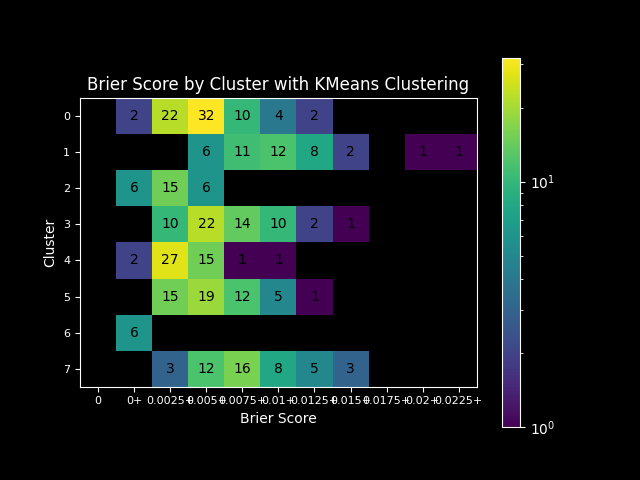 Brier Score by Cluster with KMeans Clustering
0 2 22 32 10 4 2
1 6 11 12 8 2 1 1
2 6 15 6
3 10 22 14 10 2 1
4 2 27 15 1 1
5 15 19 12 5 1
6 6
7 3 12 16 8 5 3
0 0+ 0.0025+ 0.005+ 0.0075+ 0.01+ 0.0125+ 0.015+ 0.0175+ 0.02+ 0.0225+
Brier Score
Cluster
10¹
10⁰